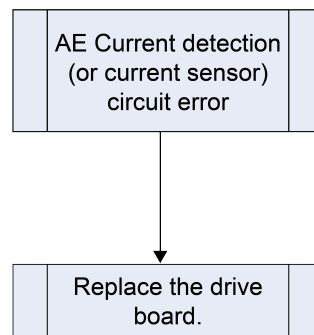 AE Current detection
(or current sensor)
circuit error
Replace the drive
board.